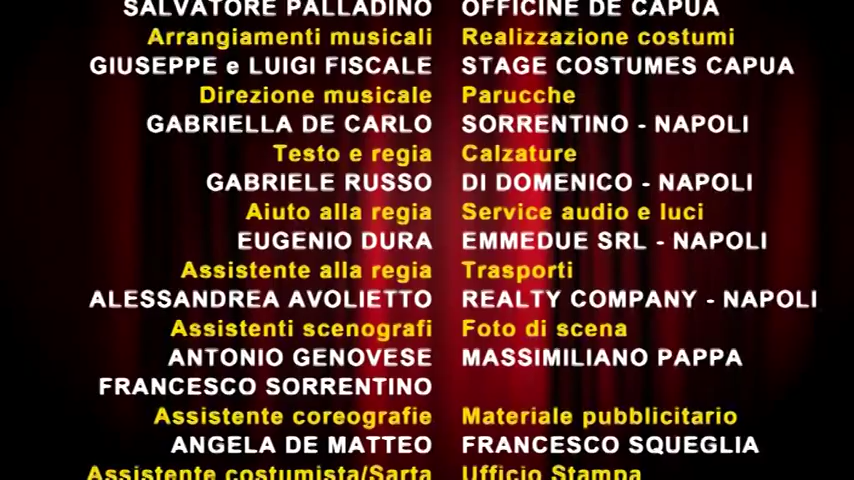 SALVATORE PALLADINO OFFICINE DE CAPUA
Arrangiamenti musicali Realizzazione costumi
GIUSEPPE e LUIGI FISCALE STAGE COSTUMES CAPUA
Direzione musicale Parucche
GABRIELLA DE CARLO SORRENTINO - NAPOLI
Testo e regia Calzature
GABRIELE RUSSO DI DOMENICO - NAPOLI
Aiuto alla regia Service audio e luci
EUGENIO DURA EMMEDUE SRL - NAPOLI
Assistente alla regia Trasporti
ALESSANDREA AVOLIETTO REALTY COMPANY - NAPOLI
Assistenti scenografi Foto di scena
ANTONIO GENOVESE MASSIMILIANO PAPPA
FRANCESCO SORRENTINO
Assistente coreografie Materiale pubblicitario
ANGELA DE MATTEO FRANCESCO SQUEGLIA
Assistente costumista/Sarta Ufficio Stampa